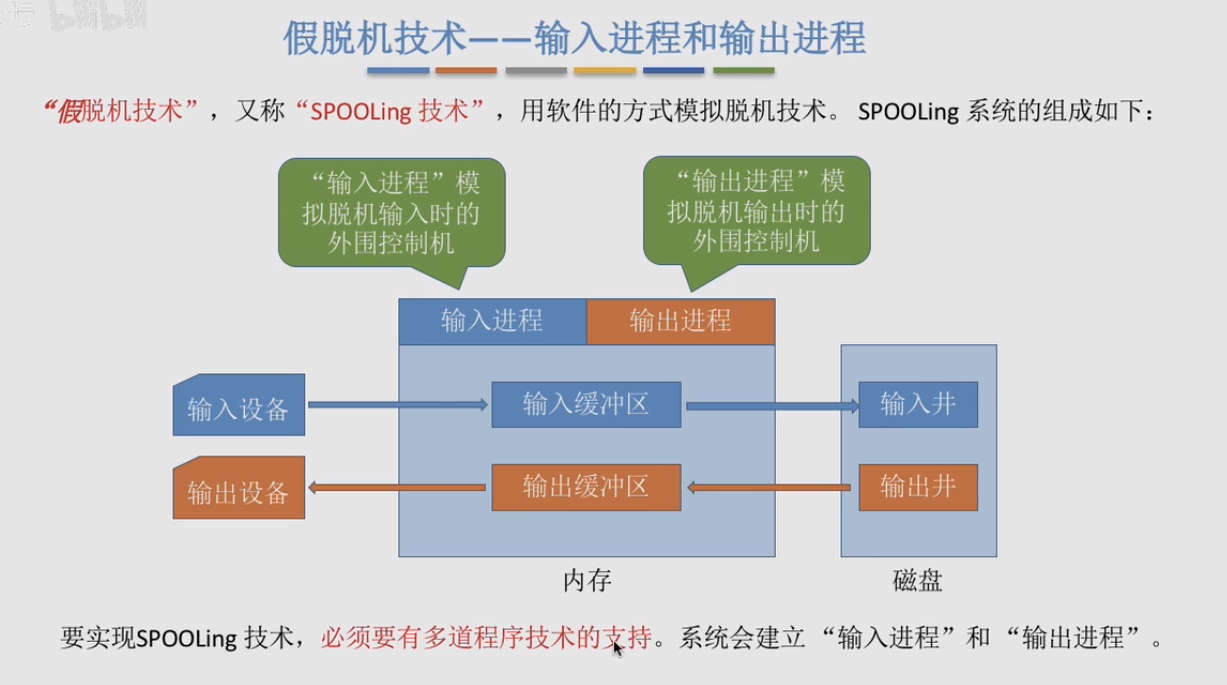 坛 bilibili
假脱机技术——输入进程和输出进程
“假脱机技术”，又称“SPOOLing 技术”，用软件的方式模拟脱机技术。 SPOOLing 系统的组成如下：
“输入进程”模
拟脱机输入时的
外围控制机
“输出进程”模
拟脱机输出时的
外围控制机
输入进程
输出进程
输入设备
输入缓冲区
输入井
输出设备
输出缓冲区
输出井
内存
磁盘
要实现SPOOLing 技术，必须要有多道程序技术的支持。系统会建立 “输入进程”和 “输出进程”。